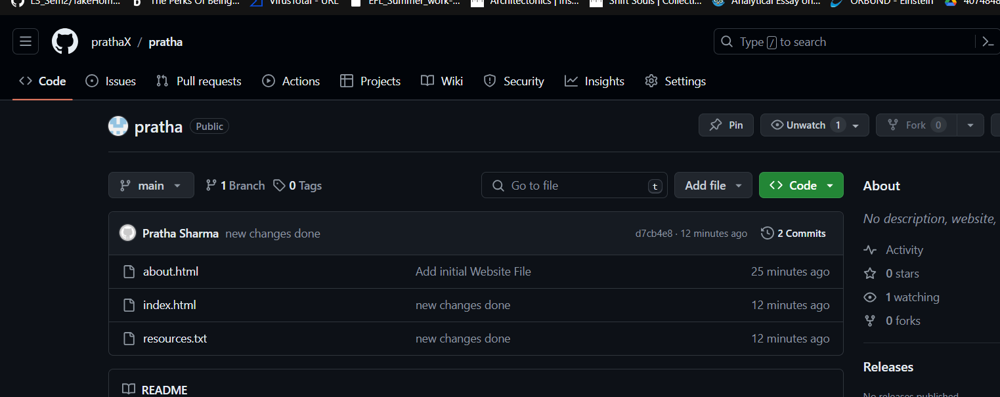 LS_Sem2/TakeHom... The Perks Of Being... VirusTotal - URL EPL_Summer_work-... Architectonics | Ins... Shift Souls | Collecti... Analytical Essay on... ORBUND - Einstein 4074848
prathaX / pratha Type / to search
Code Issues Pull requests Actions Projects Wiki Security Insights Settings
pratha Public Pin Unwatch 1 Fork 0
main 1 Branch 0 Tags Go to file t Add file Code
About
No description, website,
Pratha Sharma new changes done d7cb4e8 · 12 minutes ago 2 Commits
Activity
about.html Add initial Website File 25 minutes ago
0 stars
1 watching
index.html new changes done 12 minutes ago
0 forks
resources.txt new changes done 12 minutes ago
Releases
README
No releases published